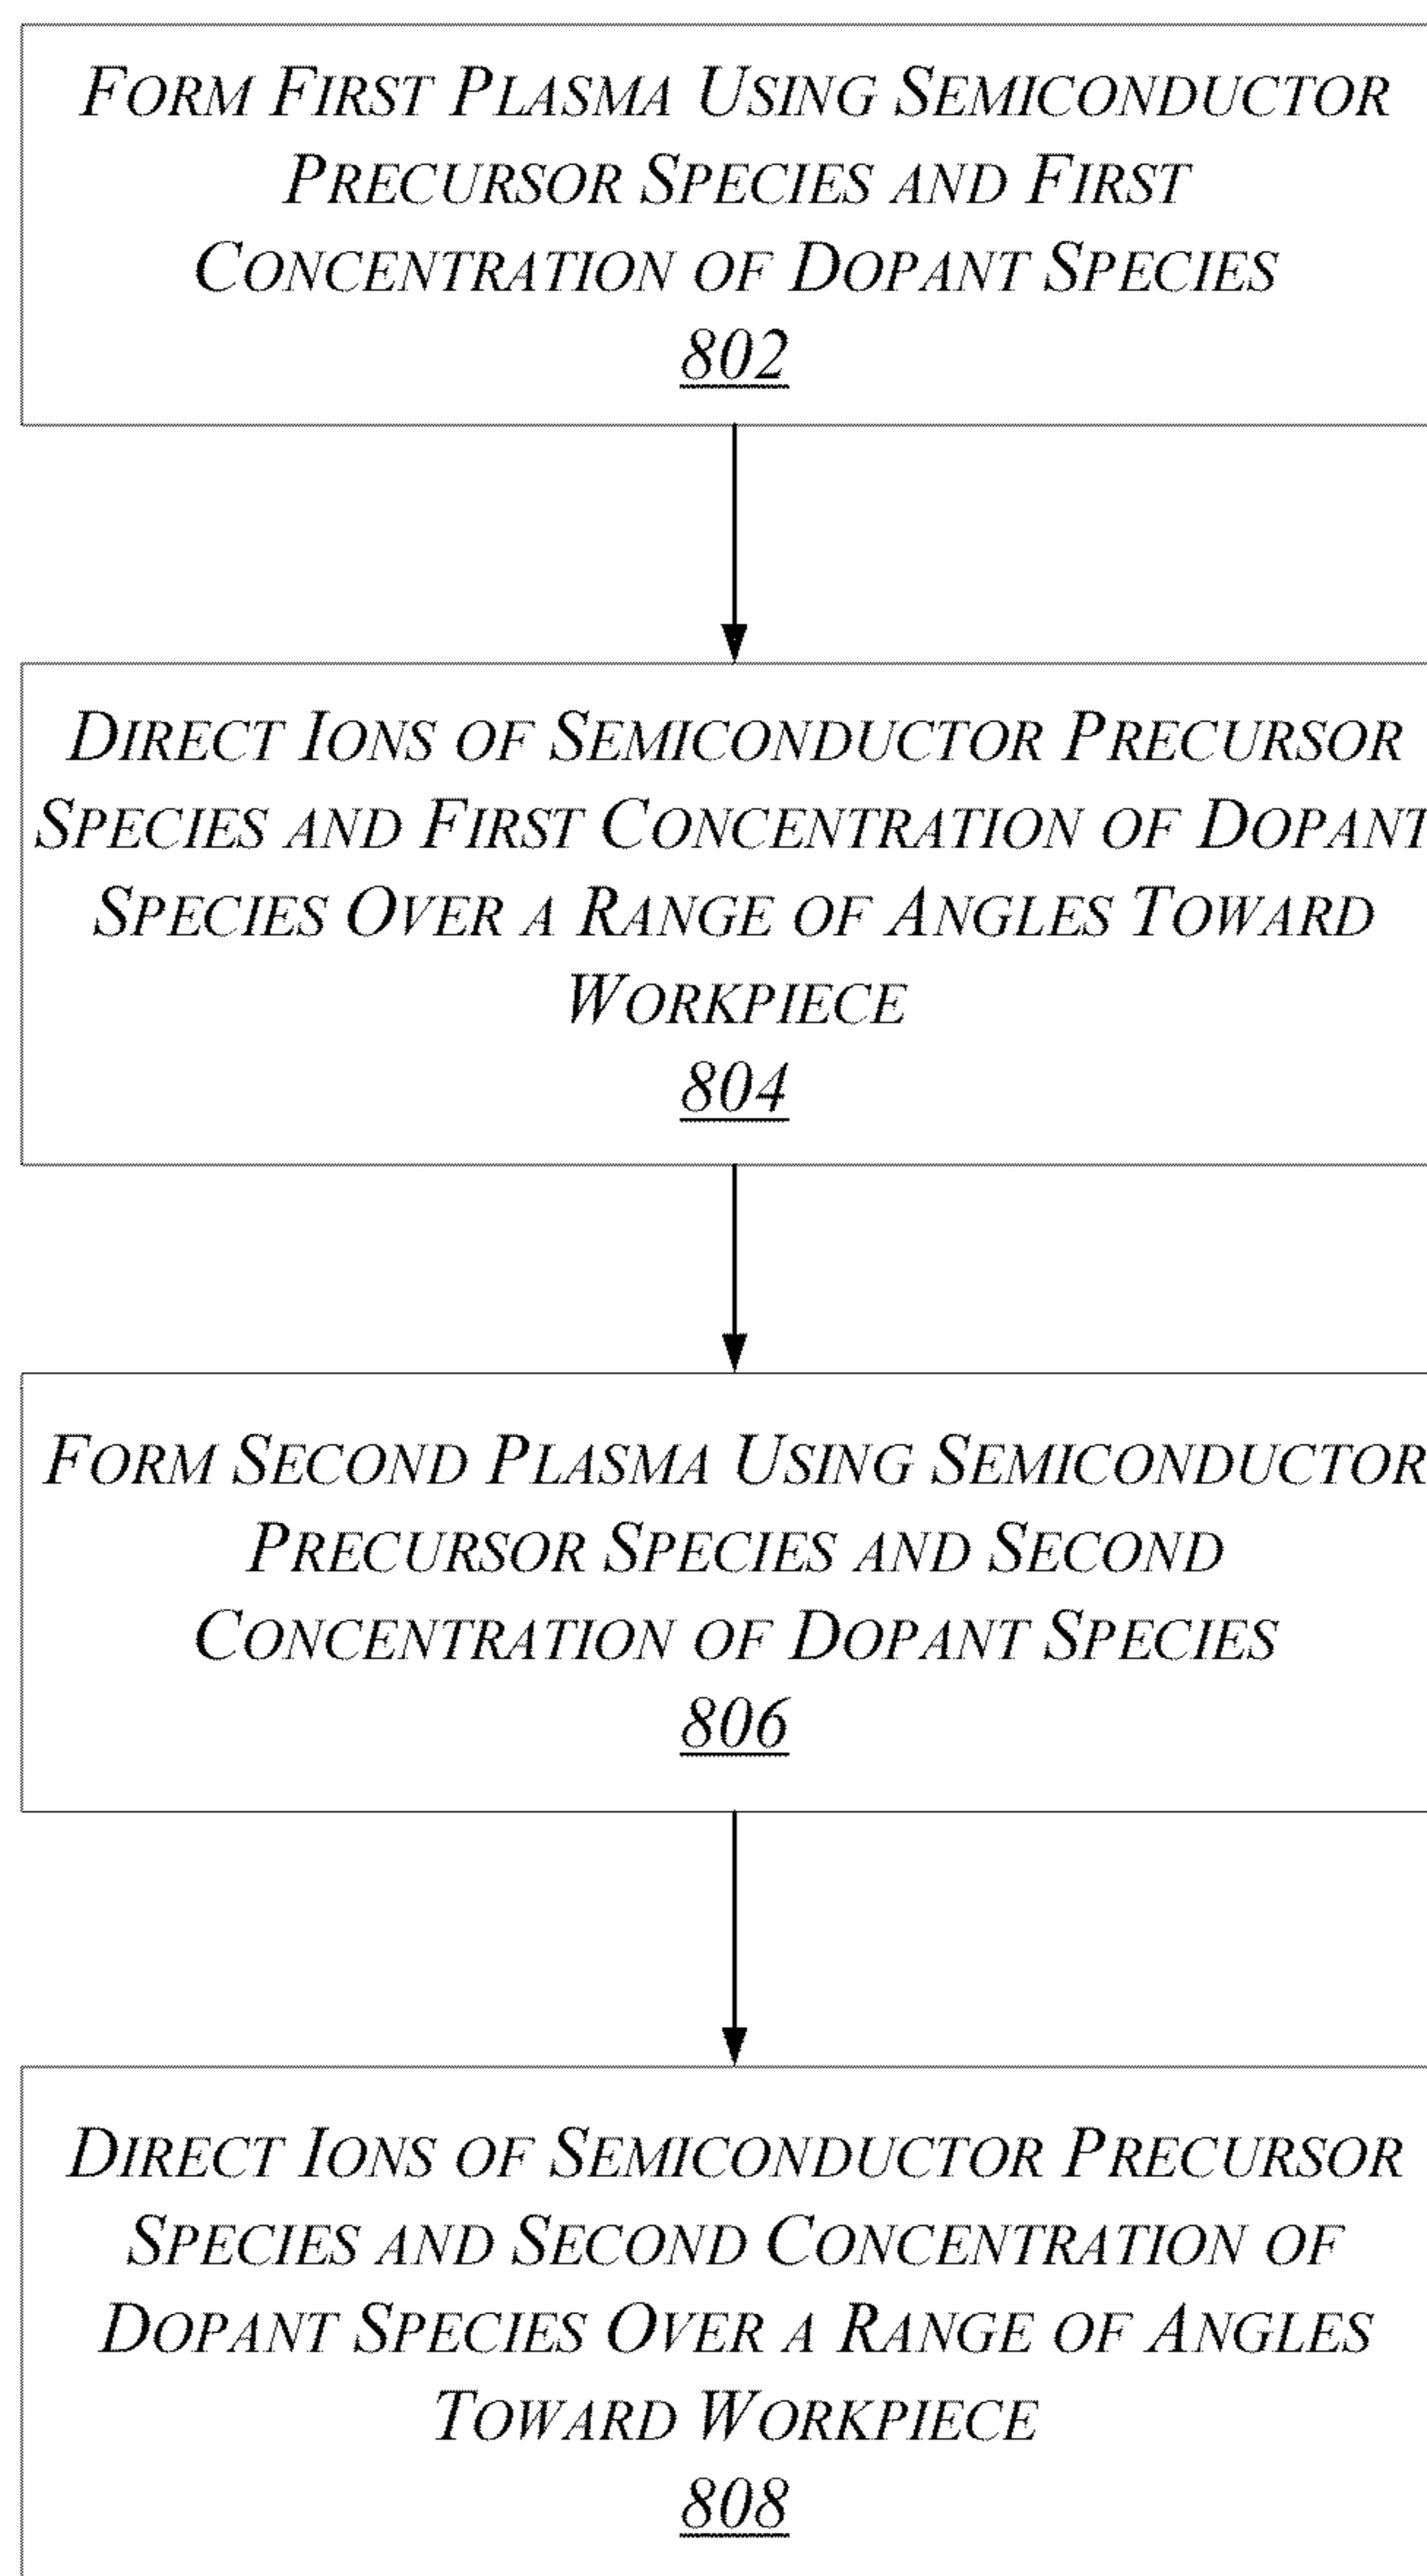 FORM FIRST PLASMA USING SEMICONDUCTOR
PRECURSOR SPECIES AND FIRST
CONCENTRATION OF DOPANT SPECIES
802
DIRECT IONS OF SEMICONDUCTOR PRECURSOR
SPECIES AND FIRST CONCENTRATION OF DOPANT
SPECIES OVER A RANGE OF ANGLES TOWARD
WORKPIECE
804
FORM SECOND PLASMA USING SEMICONDUCTOR
PRECURSOR SPECIES AND SECOND
CONCENTRATION OF DOPANT SPECIES
806
DIRECT IONS OF SEMICONDUCTOR PRECURSOR
SPECIES AND SECOND CONCENTRATION OF
DOPANT SPECIES OVER A RANGE OF ANGLES
TOWARD WORKPIECE
808